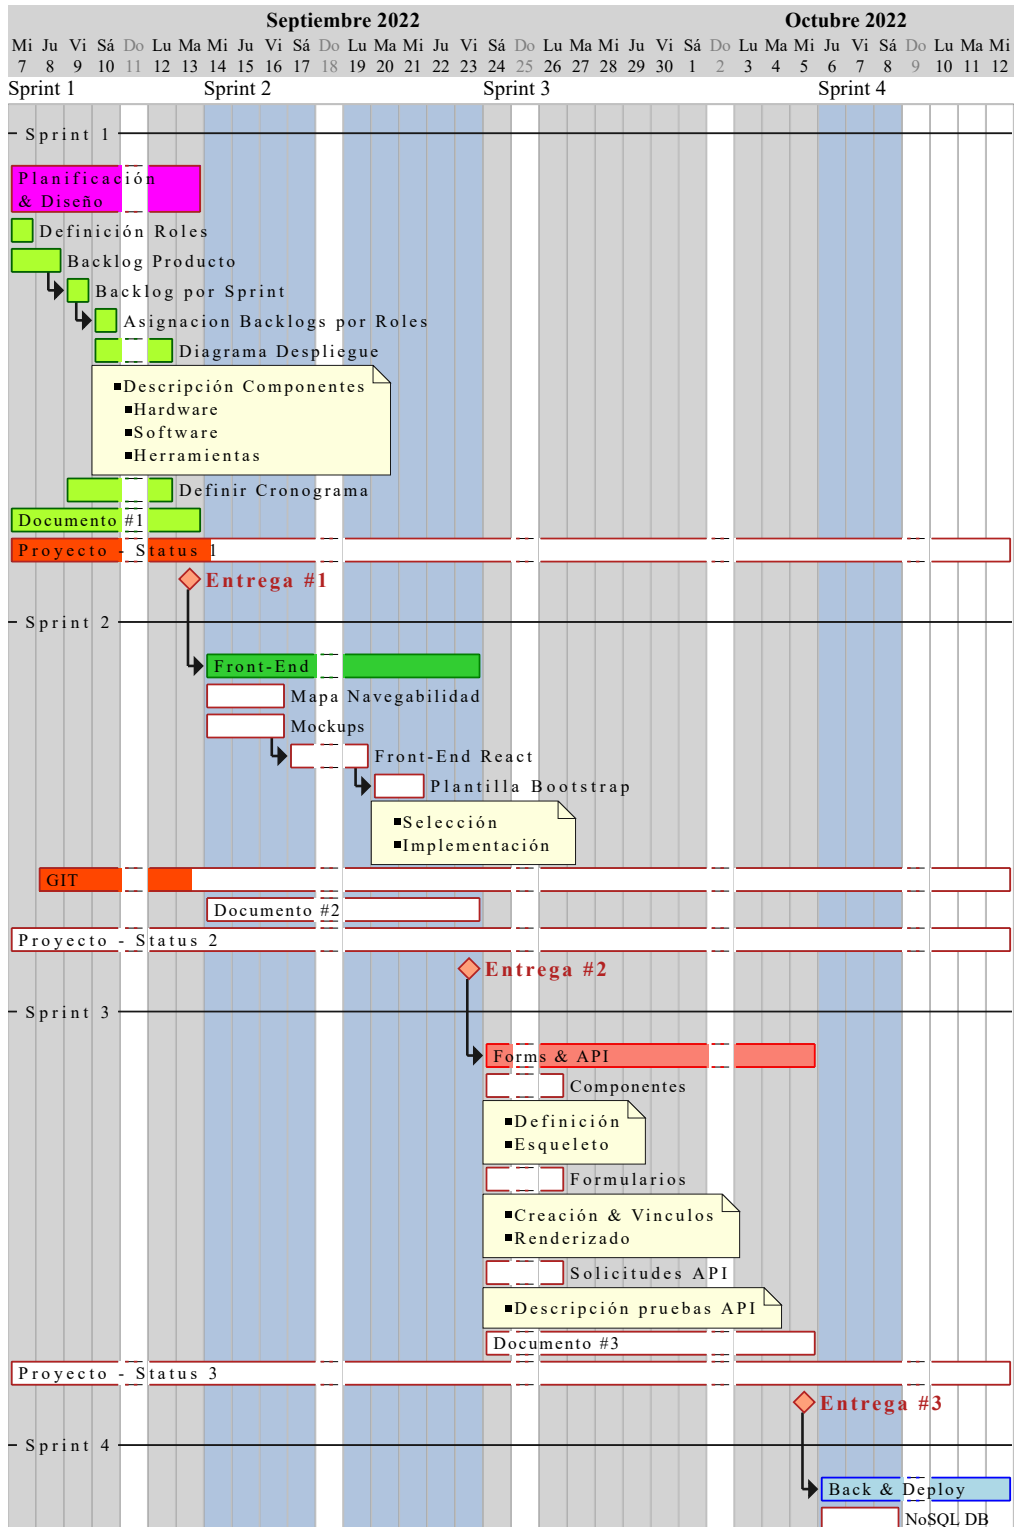 Septiembre 2022 Octubre 2022
Mi Ju Vi Sá Do Lu Ma Mi Ju Vi Sá Do Lu Ma Mi Ju Vi Sá Do Lu Ma Mi Ju Vi Sá Do Lu Ma Mi Ju Vi Sá Do Lu Ma Mi
7 8 9 10 11 12 13 14 15 16 17 18 19 20 21 22 23 24 25 26 27 28 29 30 1 2 3 4 5 6 7 8 9 10 11 12
Sprint 1 Sprint 2 Sprint 3 Sprint 4
Sprint 1
Planificación
& Diseño
Definición Roles
Backlog Producto
Backlog por Sprint
Asignacion Backlogs por Roles
Diagrama Despliegue
▪Descripción Componentes
▪Hardware
▪Software
▪Herramientas
Definir Cronograma
Documento #1
Proyecto - Status 1
Entrega #1
Sprint 2
Front-End
Mapa Navegabilidad
Mockups
Front-End React
Plantilla Bootstrap
▪Selección
▪Implementación
GIT
Documento #2
Proyecto - Status 2
Entrega #2
Sprint 3
Forms & API
Componentes
▪Definición
▪Esqueleto
Formularios
▪Creación & Vinculos
▪Renderizado
Solicitudes API
▪Descripción pruebas API
Documento #3
Proyecto - Status 3
Entrega #3
Sprint 4
Back & Deploy
NoSQL DB